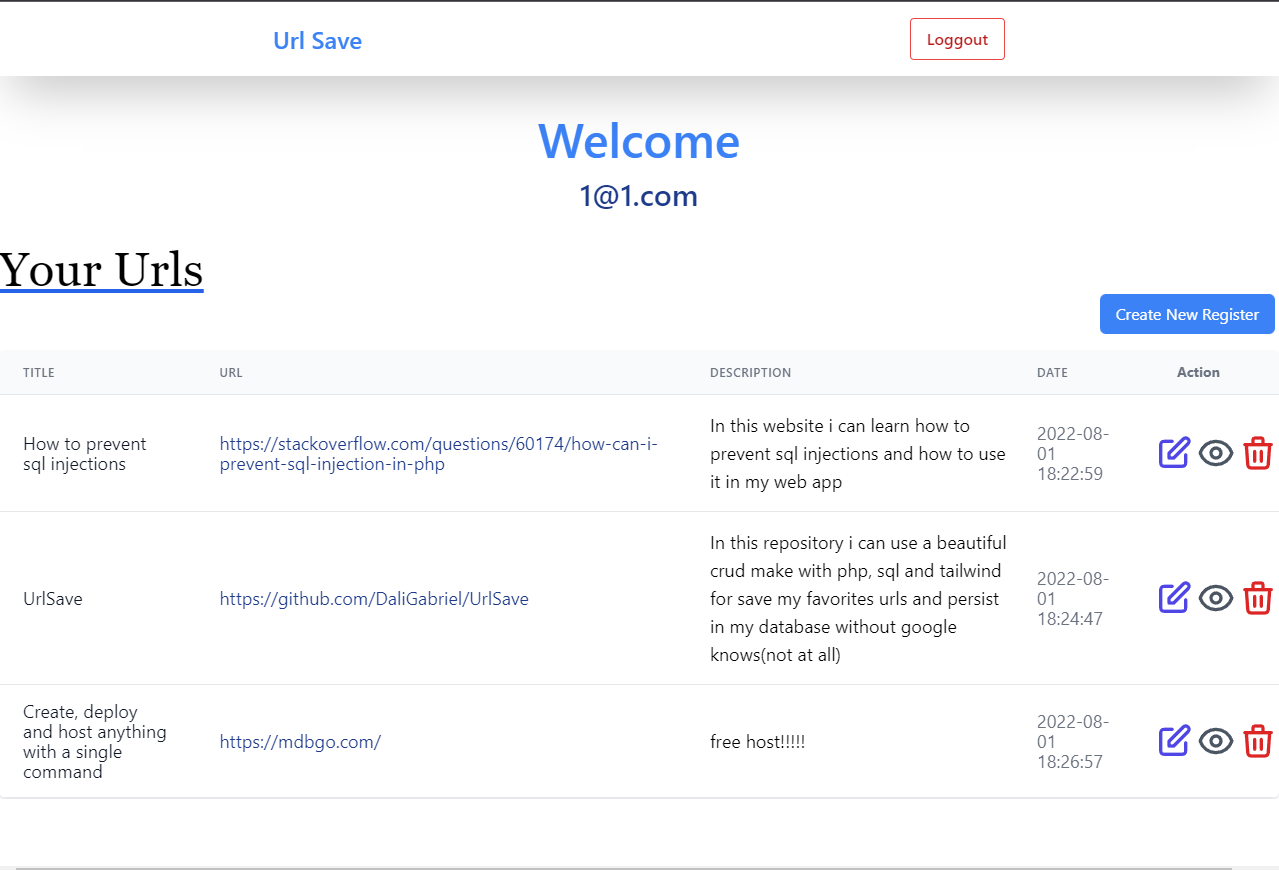 Url Save
Loggout
Welcome
1@1.com
Your Urls
Create New Register
TITLE URL DESCRIPTION DATE Action
How to prevent
sql injections
https://stackoverflow.com/questions/60174/how-can-i-
prevent-sql-injection-in-php
In this website i can learn how to
prevent sql injections and how to use
it in my web app
2022-08-
01
18:22:59
UrlSave
https://github.com/DaliGabriel/UrlSave
In this repository i can use a beautiful
crud make with php, sql and tailwind
for save my favorites urls and persist
in my database without google
knows(not at all)
2022-08-
01
18:24:47
Create, deploy
and host anything
with a single
command
https://mdbgo.com/
free host!!!!!
2022-08-
01
18:26:57